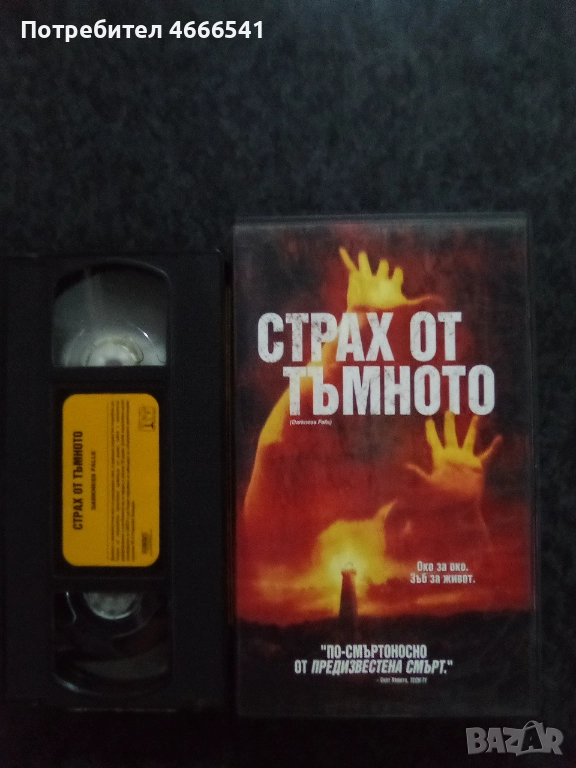 Потребител 4666541
СТРАХ ОТ ТЪМНОТО
DARKNESS FALLS
СТРАХ ОТ
ТЪМНОТО
(Darkness Falls)
Око за око.
Зъб за живот.
"ПО-СМЪРТОНОСНО
ОТ ПРЕДИЗВЕСТЕНА СМЪРТ."
BAZAR